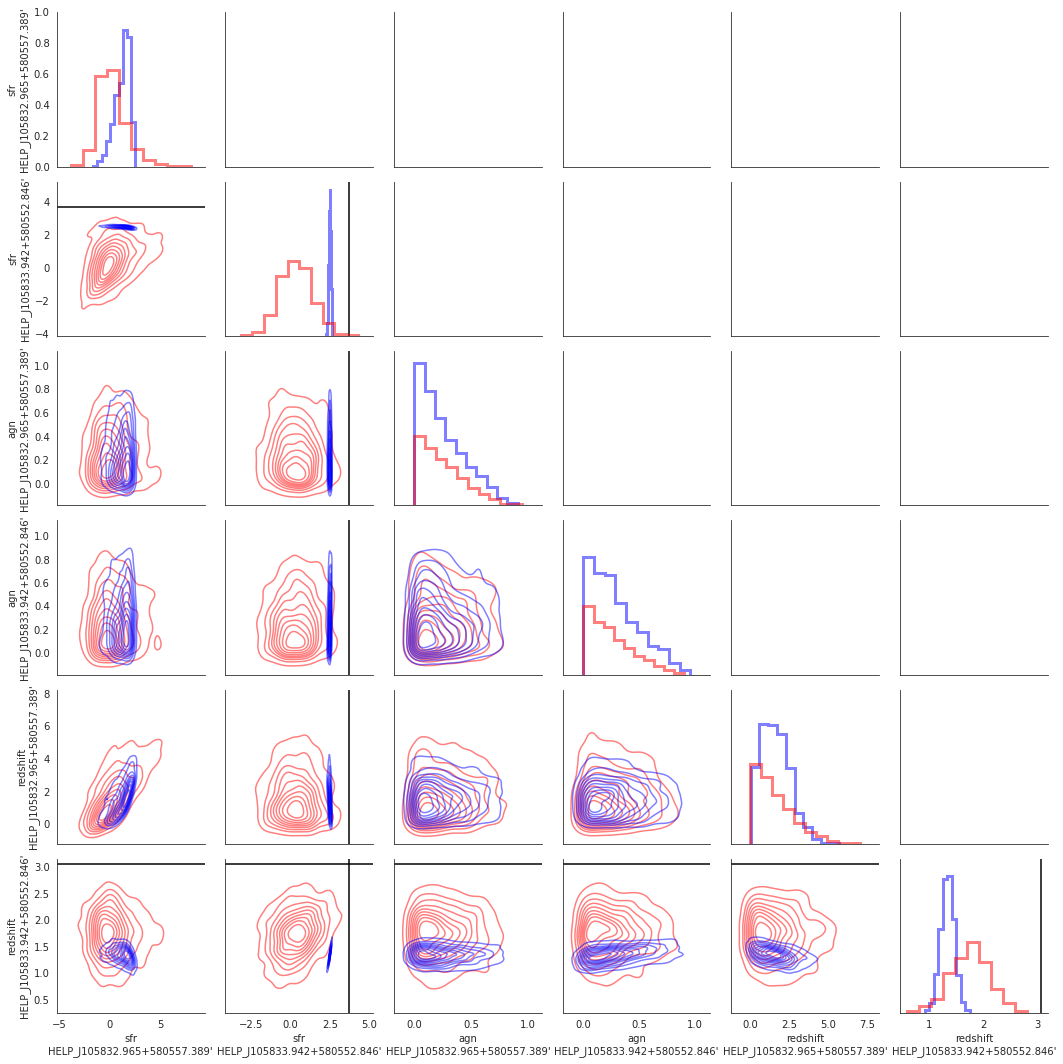 1.0
0.8
0.6
0.4
0.2
0.0
sfr
HELP_J105832.965+580557.389'
4
2
0
−2
−4
sfr
HELP_J105833.942+580552.846'
1.0
0.8
0.6
0.4
0.2
0.0
agn
HELP_J105832.965+580557.389'
1.0
0.8
0.6
0.4
0.2
0.0
agn
HELP_J105833.942+580552.846'
8
6
4
2
0
redshift
HELP_J105832.965+580557.389'
3.0
2.5
2.0
1.5
1.0
0.5
redshift
HELP_J105833.942+580552.846'
−5 0 5
−2.5 0.0 2.5 5.0
0.0 0.5 1.0
0.0 0.5 1.0
0.0 2.5 5.0 7.5
1 2 3
sfr sfr agn agn redshift redshift
HELP_J105832.965+580557.389' HELP_J105833.942+580552.846' HELP_J105832.965+580557.389' HELP_J105833.942+580552.846' HELP_J105832.965+580557.389' HELP_J105833.942+580552.846'